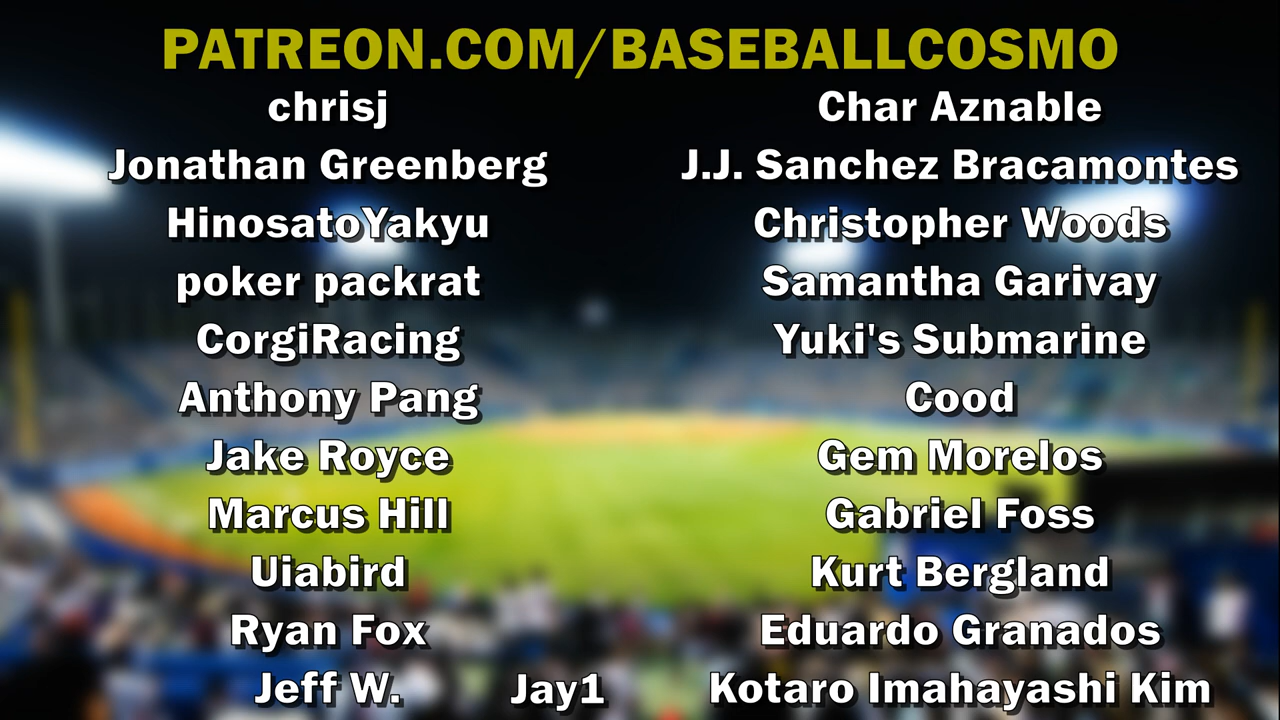 PATREON.COM/BASEBALLCOSMO
chrisj
Jonathan Greenberg
HinosatoYakyu
poker packrat
CorgiRacing
Anthony Pang
Jake Royce
Marcus Hill
Uiabird
Ryan Fox
Jeff W.
Jay1
Char Aznable
J.J. Sanchez Bracamontes
Christopher Woods
Samantha Garivay
Yuki's Submarine
Cood
Gem Morelos
Gabriel Foss
Kurt Bergland
Eduardo Granados
Kotaro Imahayashi Kim